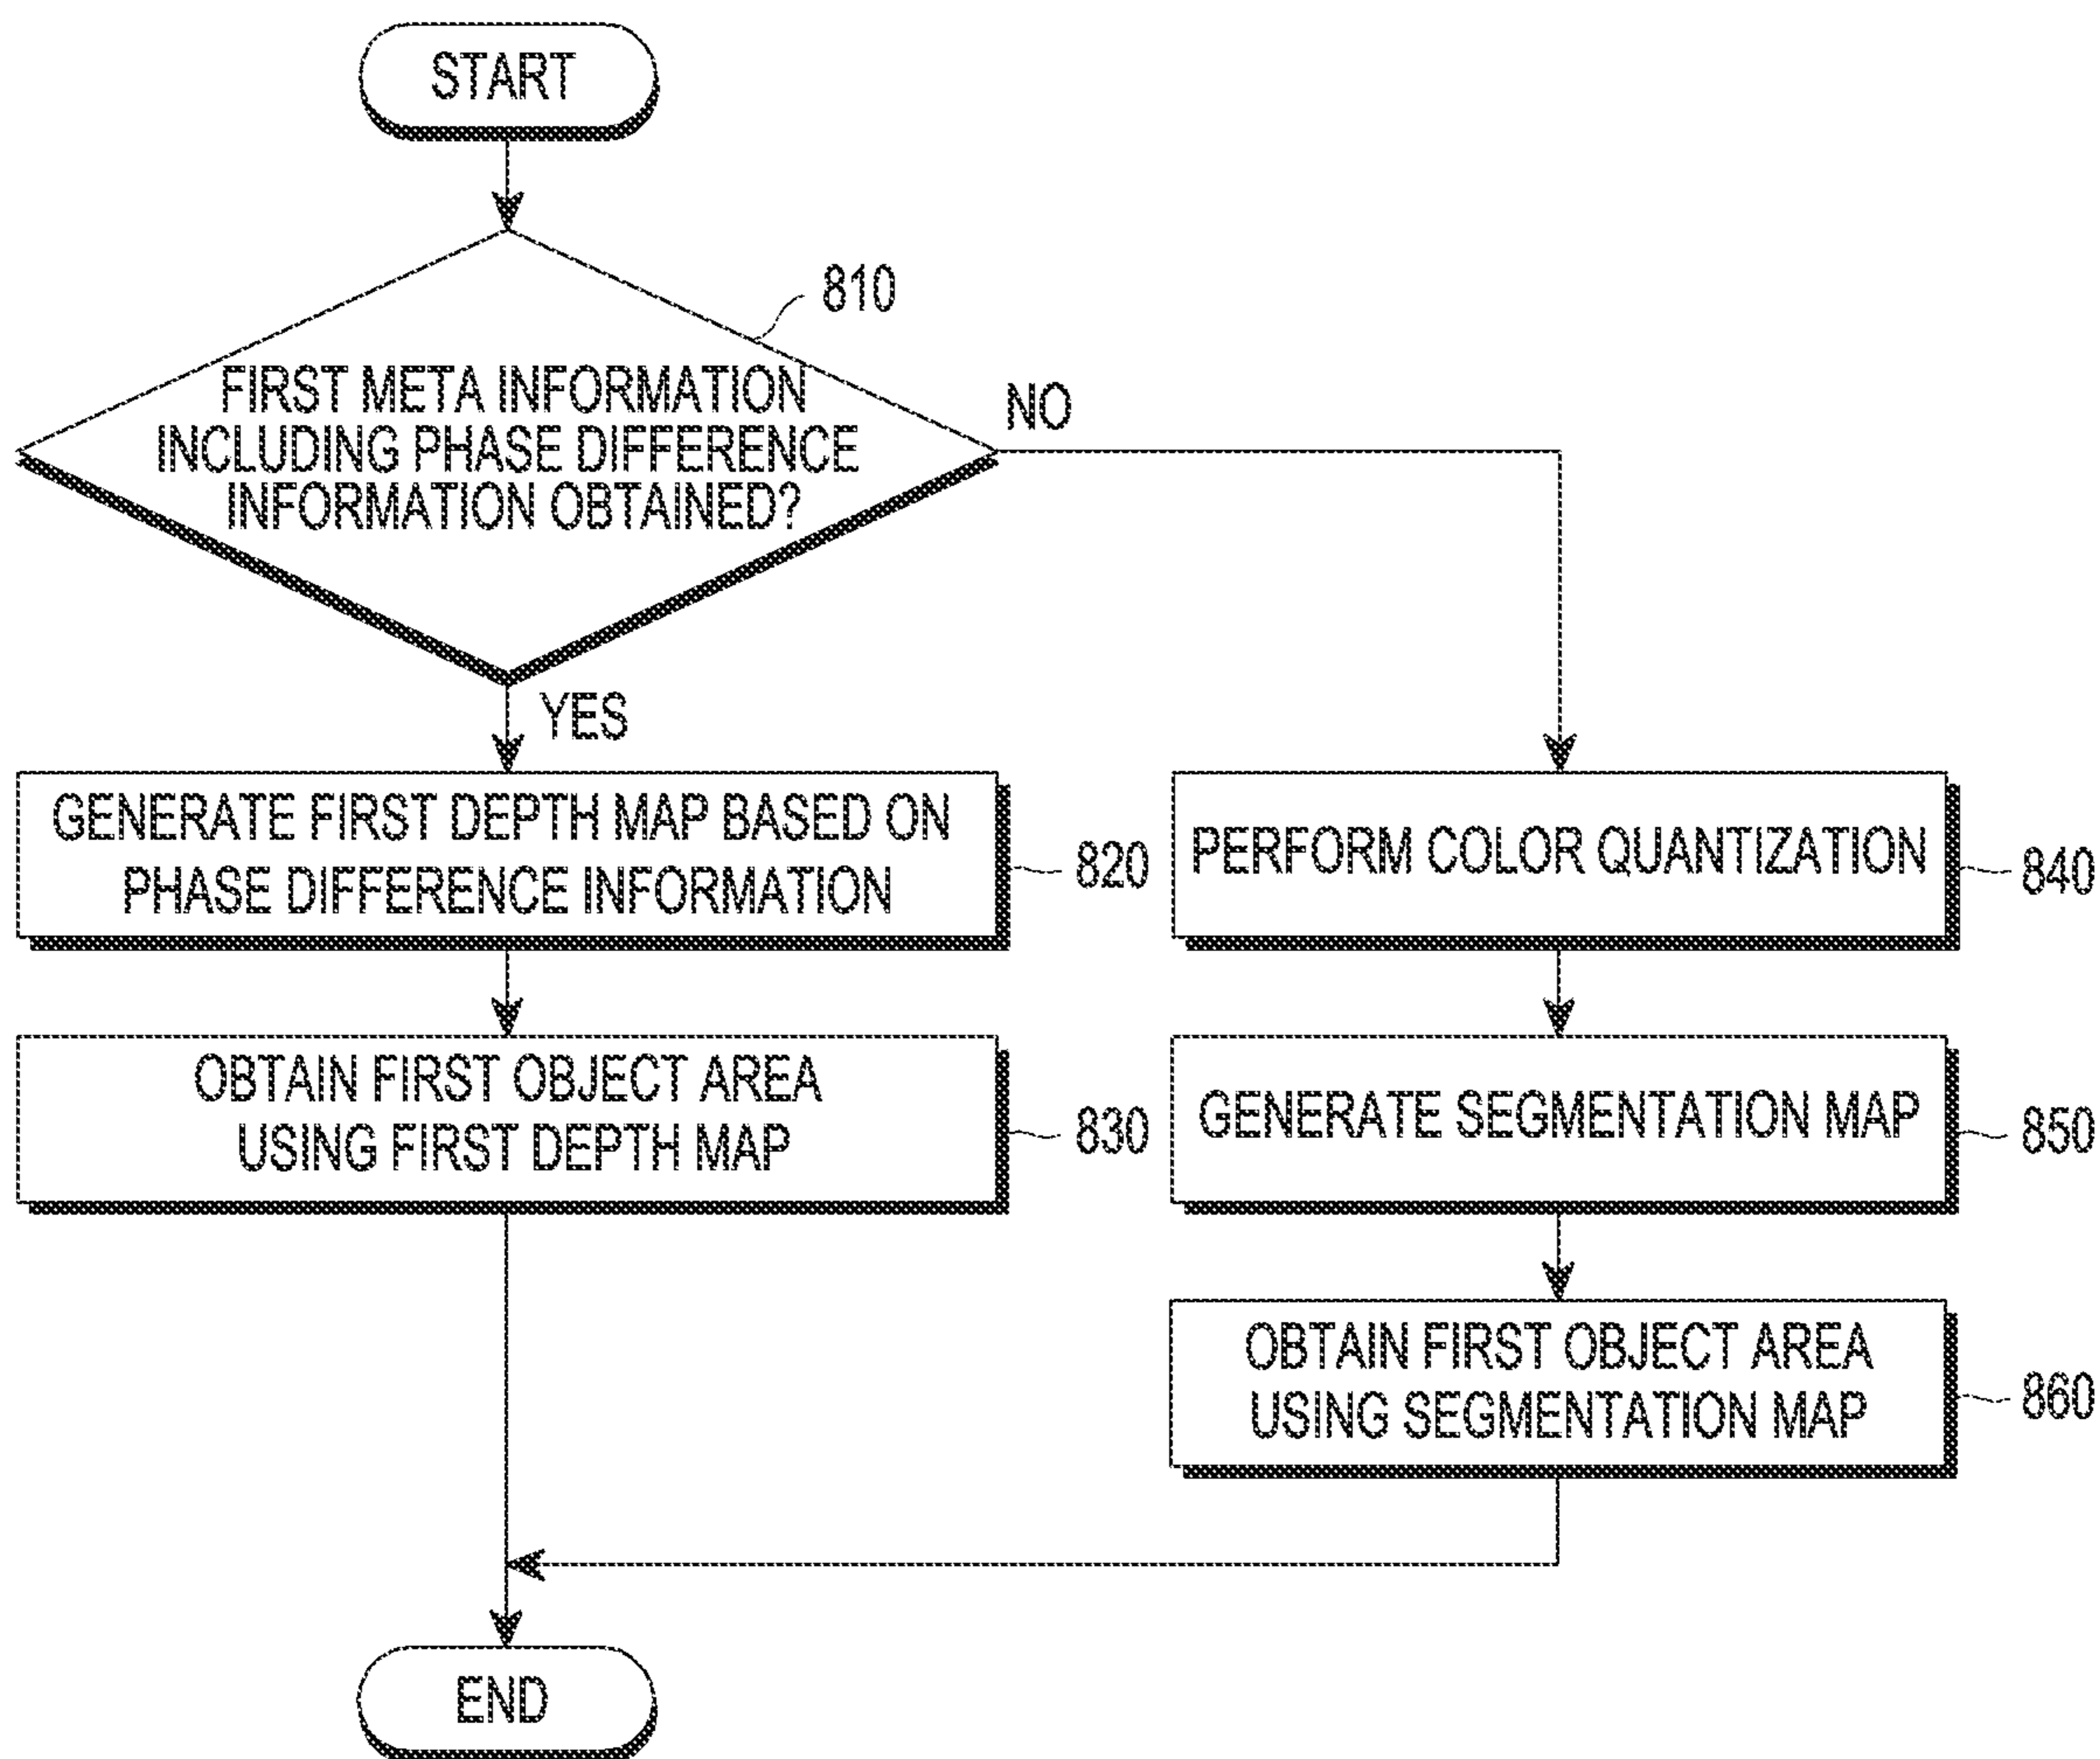 START
810
FIRST META INFORMATION
INCLUDING PHASE DIFFERENCE
INFORMATION OBTAINED?
NO
YES
GENERATE FIRST DEPTH MAP BASED ON
PHASE DIFFERENCE INFORMATION
820
OBTAIN FIRST OBJECT AREA
USING FIRST DEPTH MAP
830
PERFORM COLOR QUANTIZATION
840
GENERATE SEGMENTATION MAP
850
OBTAIN FIRST OBJECT AREA
USING SEGMENTATION MAP
860
END